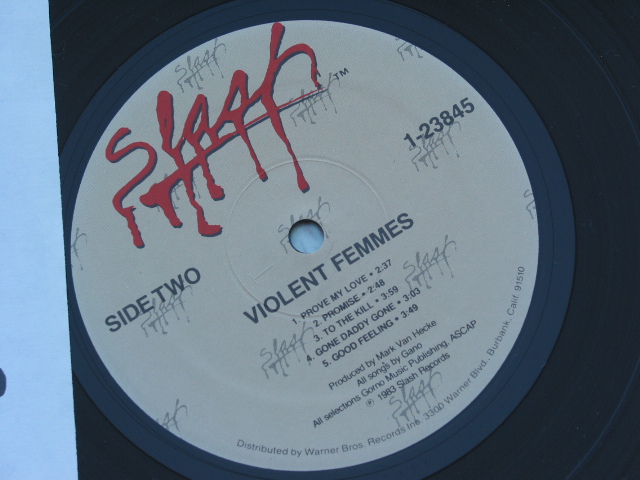 Slash™
1-23845
SIDE TWO
VIOLENT FEMMES
1. PROVE MY LOVE • 2:37
2. PROMISE • 2:48
3. TO THE KILL • 3:59
4. GONE DADDY GONE • 3:03
5. GOOD FEELING • 3:49
Produced by Mark Van Hecke
All songs by Gano
All selections Gorno Music Publishing, ASCAP
℗ 1983 Slash Records
Distributed by Warner Bros. Records Inc. 3300 Warner Blvd. Burbank, Calif. 91510